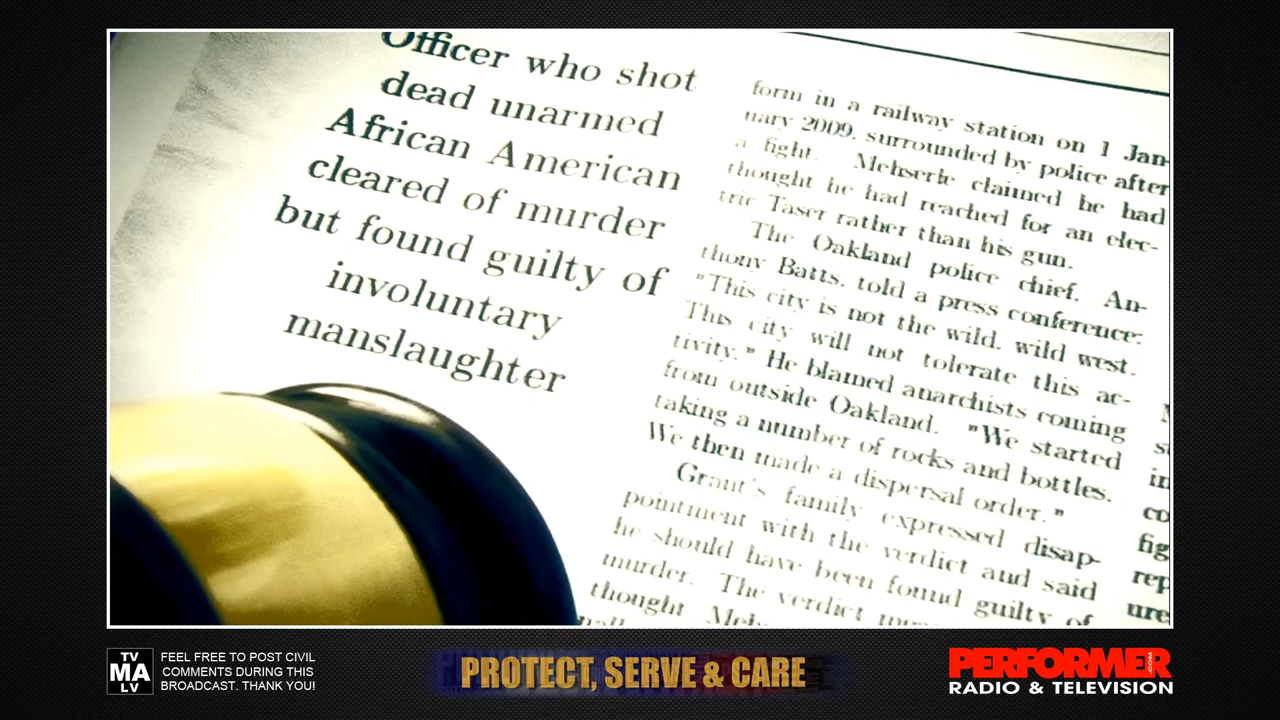 Officer who shot
dead unarmed
African American
cleared of murder
but found guilty of
involuntary
manslaughter
form in a railway station on 1 Jan-
uary 2009, surrounded by police after
a fight. Mehserle claimed he had
thought he had reached for an elec-
tric Taser rather than his gun.
The Oakland police chief, An-
thony Batts, told a press conference:
"This city is not the wild, wild west.
This city will not tolerate this ac-
tivity." He blamed anarchists coming
from outside Oakland. "We started
taking a number of rocks and bottles.
We then made a dispersal order."
Grant's family expressed disap-
pointment with the verdict and said
he should have been found guilty of
murder. The verdict
thought
TV
MA
LV
FEEL FREE TO POST CIVIL
COMMENTS DURING THIS
BROADCAST. THANK YOU!
PROTECT, SERVE & CARE
PERFORMER.COM
RADIO & TELEVISION